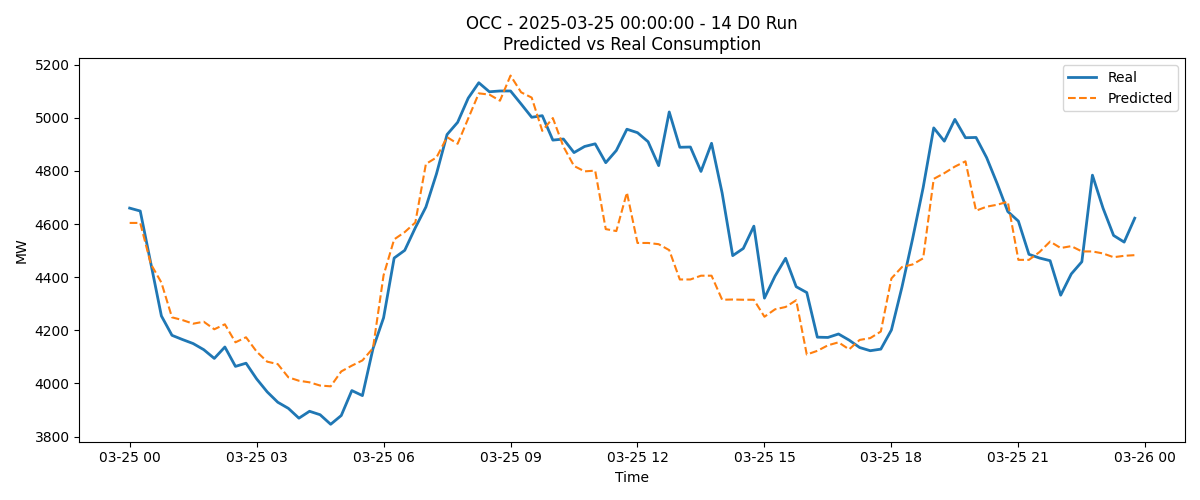 OCC - 2025-03-25 00:00:00 - 14 D0 Run
Predicted vs Real Consumption
Real
Predicted
MW
5200
5000
4800
4600
4400
4200
4000
3800
03-25 00
03-25 03
03-25 06
03-25 09
03-25 12
03-25 15
03-25 18
03-25 21
03-26 00
Time